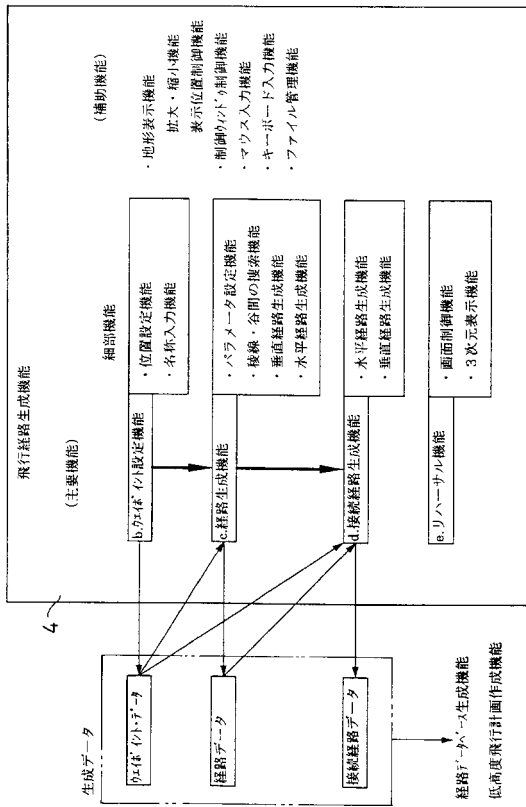 飛行経路生成機能
(主要機能)
細部機能
(補助機能)
4
b.ウエイポイント設定機能
・位置設定機能
・名称入力機能
c.経路生成機能
・パラメータ設定機能
・稜線・谷間の捜索機能
・垂直経路生成機能
・水平経路生成機能
d.接続経路生成機能
・水平経路生成機能
・垂直経路生成機能
e.リハーサル機能
・画面制御機能
・3次元表示機能
・地形表示機能
拡大・縮小機能
表示位置制御機能
・制御ウィンドウ制御機能
・マウス入力機能
・キーボード入力機能
・ファイル管理機能
生成データ
ウエイポイント・データ
経路データ
接続経路データ
経路データベース生成機能
低高度飛行計画作成機能